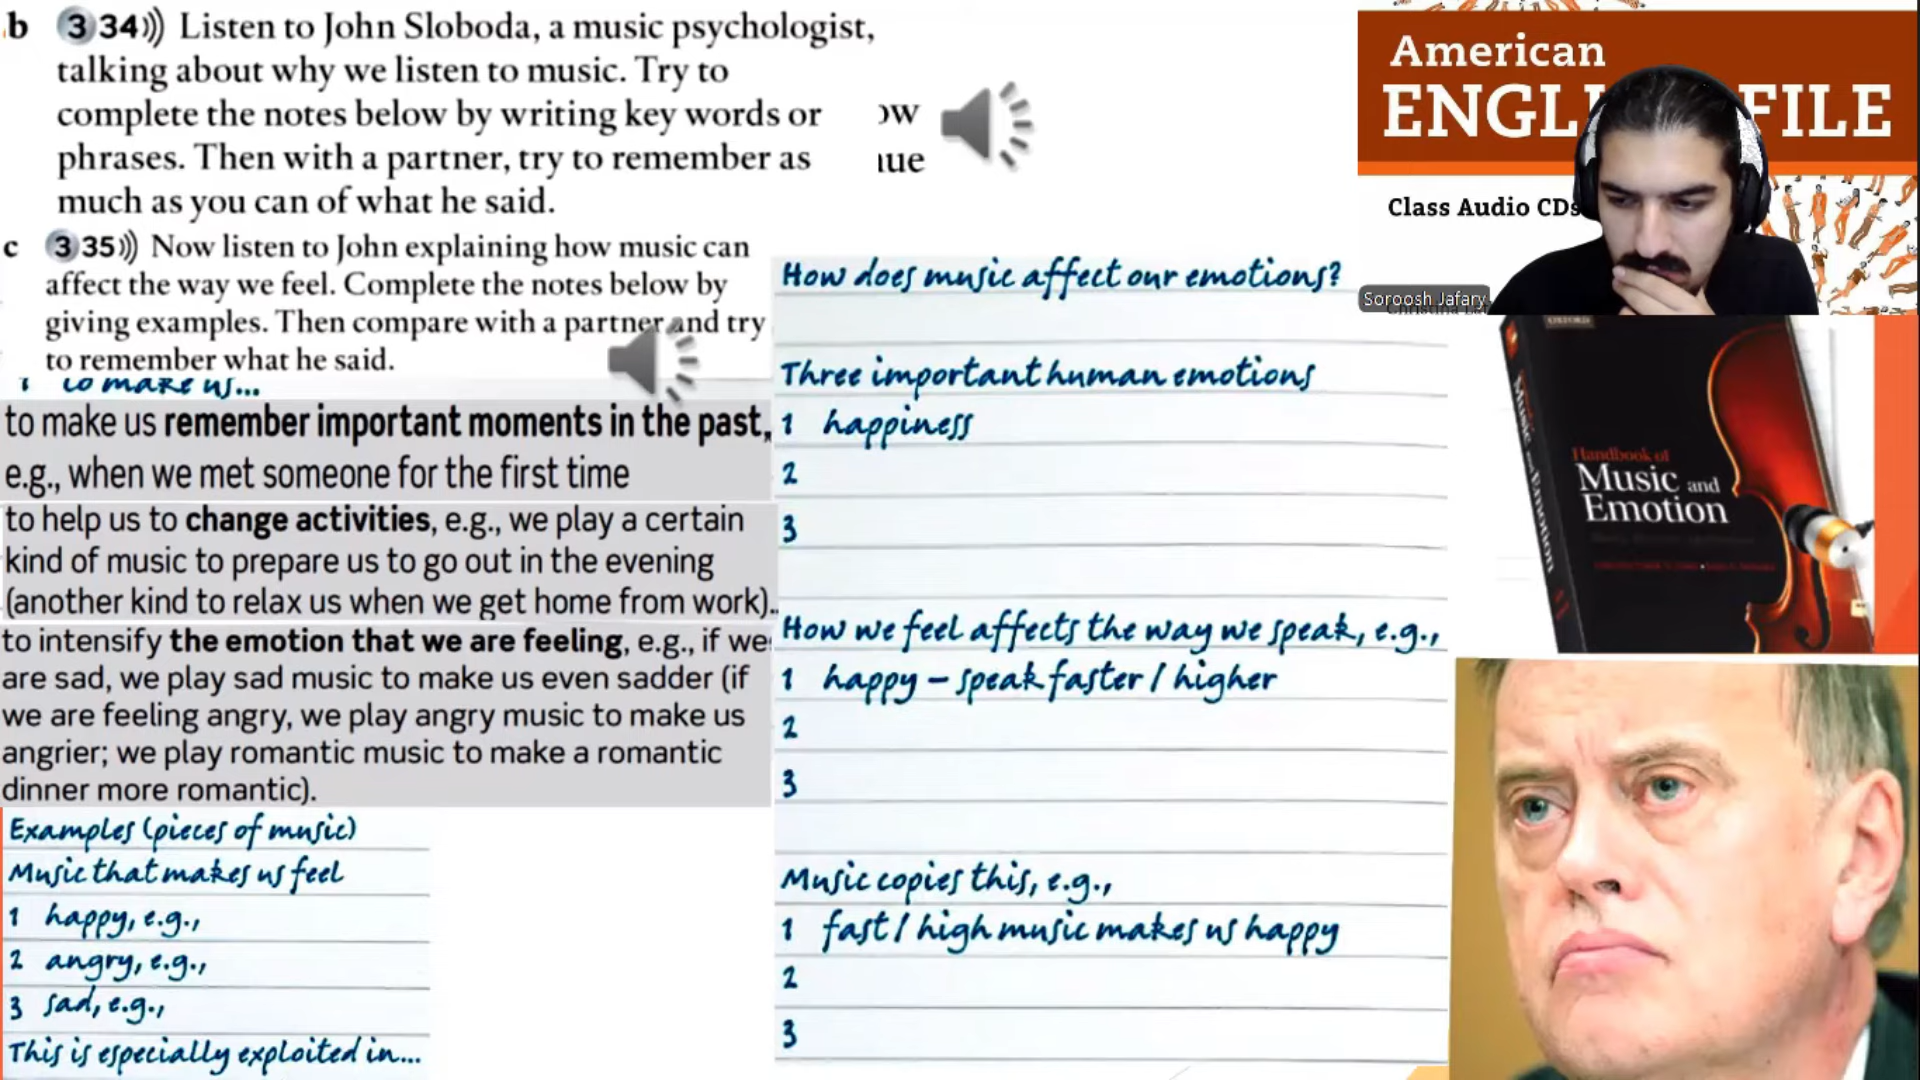 b 3 34 Listen to John Sloboda, a music psychologist,
talking about why we listen to music. Try to
complete the notes below by writing key words or
phrases. Then with a partner, try to remember as
much as you can of what he said.
c 3 35 Now listen to John explaining how music can
affect the way we feel. Complete the notes below by
giving examples. Then compare with a partner and try
to remember what he said.
1 to make us...
to make us remember important moments in the past,
e.g., when we met someone for the first time
to help us to change activities, e.g., we play a certain
kind of music to prepare us to go out in the evening
(another kind to relax us when we get home from work).
to intensify the emotion that we are feeling, e.g., if we
are sad, we play sad music to make us even sadder (if
we are feeling angry, we play angry music to make us
angrier; we play romantic music to make a romantic
dinner more romantic).
Examples (pieces of music)
Music that makes us feel
1 happy, e.g.,
2 angry, e.g.,
3 sad, e.g.,
This is especially exploited in...
How does music affect our emotions?
Three important human emotions
1 happiness
2
3
How we feel affects the way we speak, e.g.,
1 happy – speak faster / higher
2
3
Music copies this, e.g.,
1 fast / high music makes us happy
2
3
American
ENGL FILE
Class Audio CDs
Soroosh Jafary
OXFORD
Handbook of
Music and
Emotion
Music and Emotion